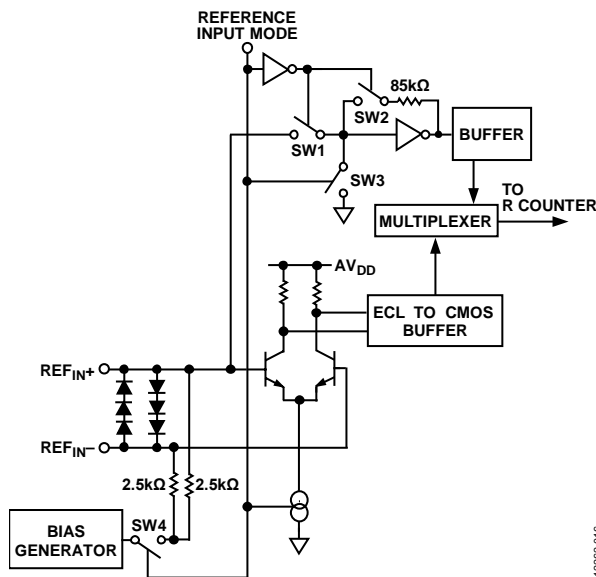 REFERENCE
INPUT MODE
85kΩ
SW2
BUFFER
SW1
SW3
TO
R COUNTER
MULTIPLEXER
AVDD
ECL TO CMOS
BUFFER
REFIN+
REFIN–
2.5kΩ
2.5kΩ
BIAS
GENERATOR
SW4